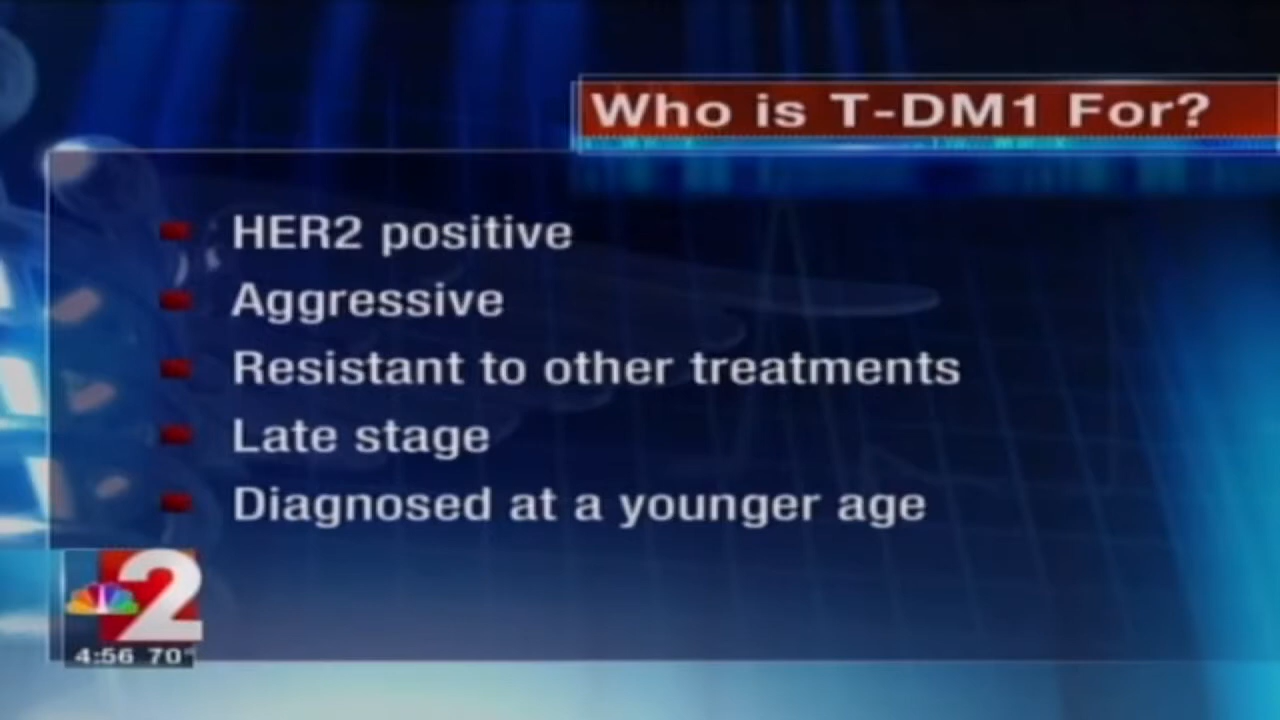 Who is T-DM1 For?
HER2 positive
Aggressive
Resistant to other treatments
Late stage
Diagnosed at a younger age
2
4:56 70°